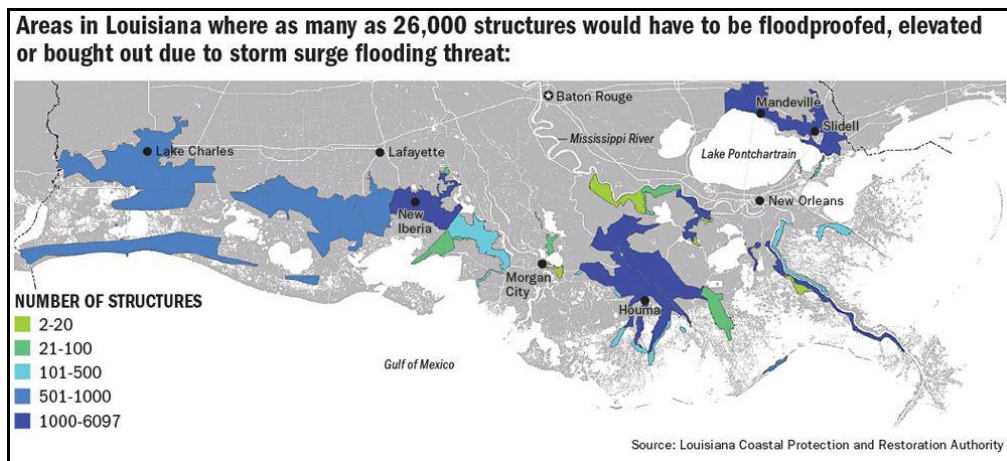 Areas in Louisiana where as many as 26,000 structures would have to be floodproofed, elevated
or bought out due to storm surge flooding threat:
Baton Rouge
Mandeville
Mississippi River
Slidell
Lake Charles
Lafayette
Lake Pontchartrain
New
Iberia
New Orleans
Morgan
City
Houma
NUMBER OF STRUCTURES
2-20
21-100
101-500
501-1000
1000-6097
Gulf of Mexico
Source: Louisiana Coastal Protection and Restoration Authority